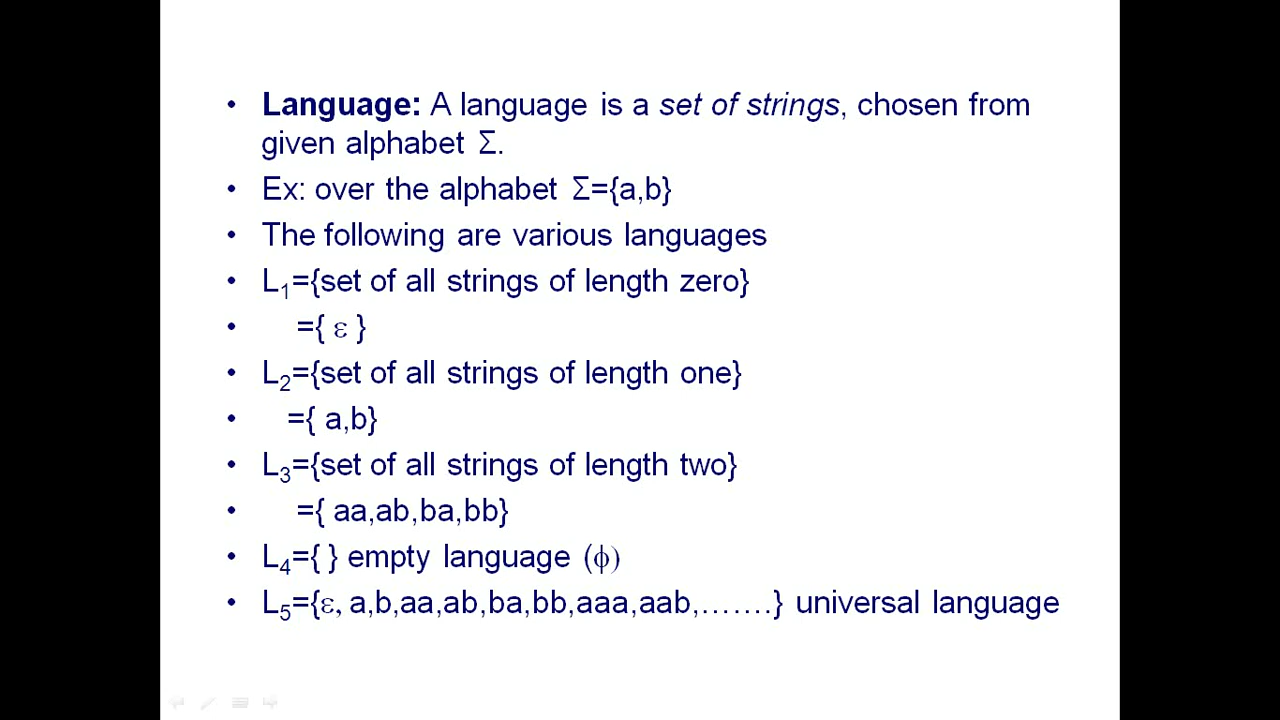 • Language: A language is a set of strings, chosen from
given alphabet Σ.
• Ex: over the alphabet Σ={a,b}
• The following are various languages
• L₁={set of all strings of length zero}
• ={ ε }
• L₂={set of all strings of length one}
• ={ a,b}
• L₃={set of all strings of length two}
• ={ aa,ab,ba,bb}
• L₄={ } empty language (ϕ)
• L₅={ε, a,b,aa,ab,ba,bb,aaa,aab,…….} universal language